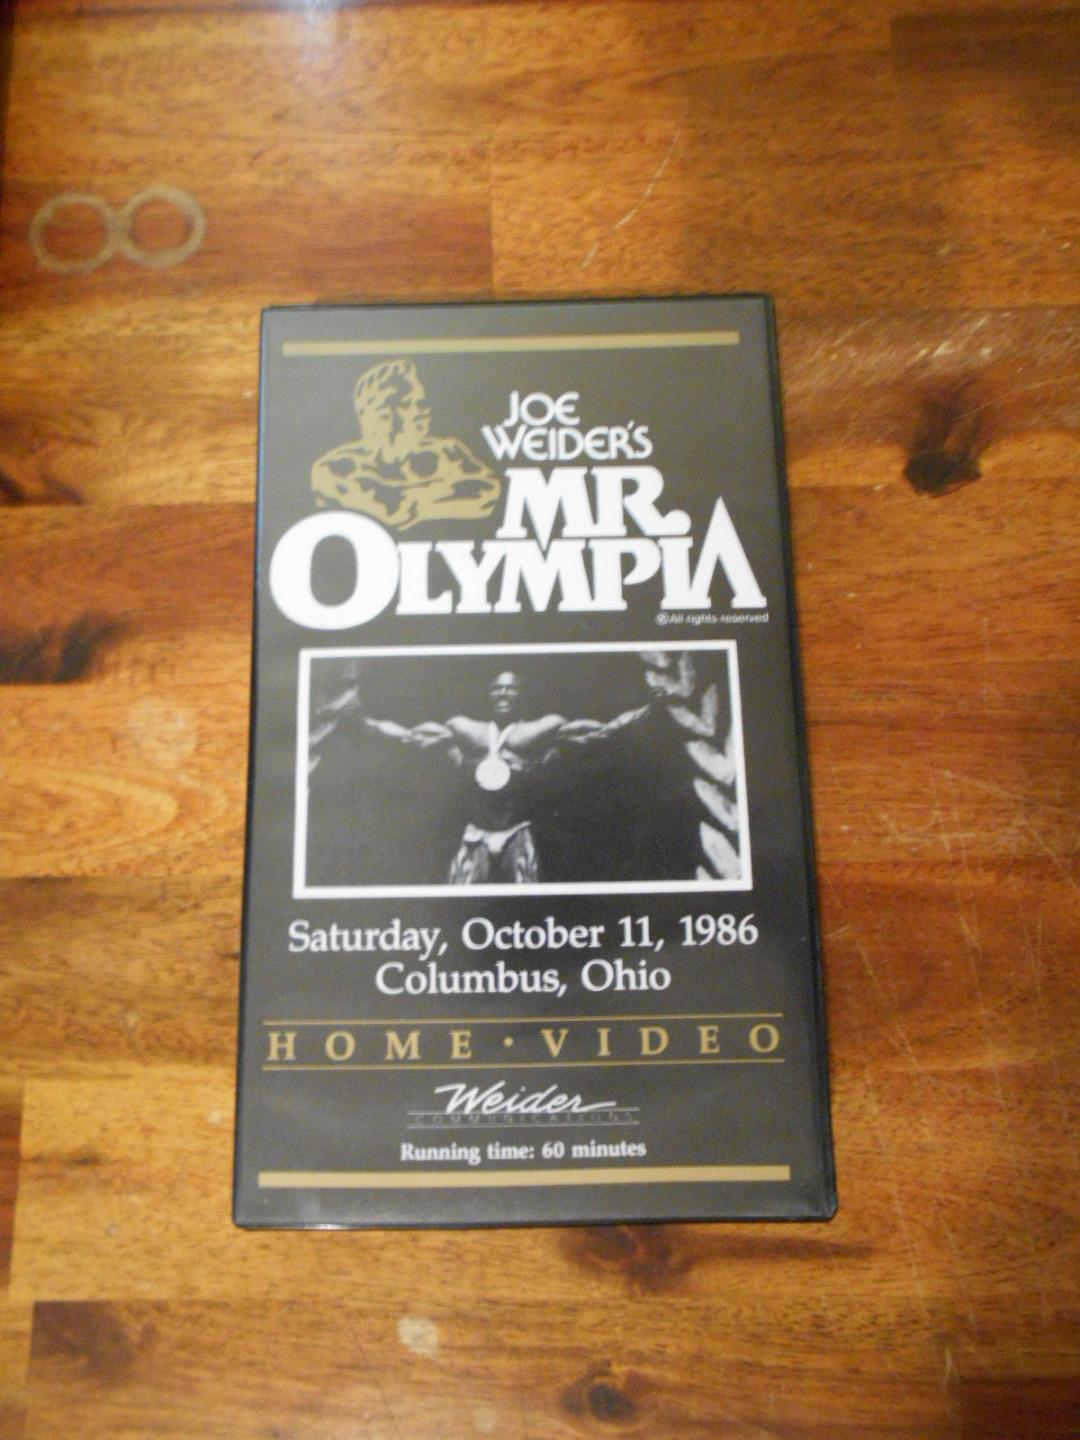 JOE
WEIDER'S
MR.
OLYMPIA
®All rights reserved
Saturday, October 11, 1986
Columbus, Ohio
HOME·VIDEO
Weider
COMMUNICATIONS
Running time: 60 minutes